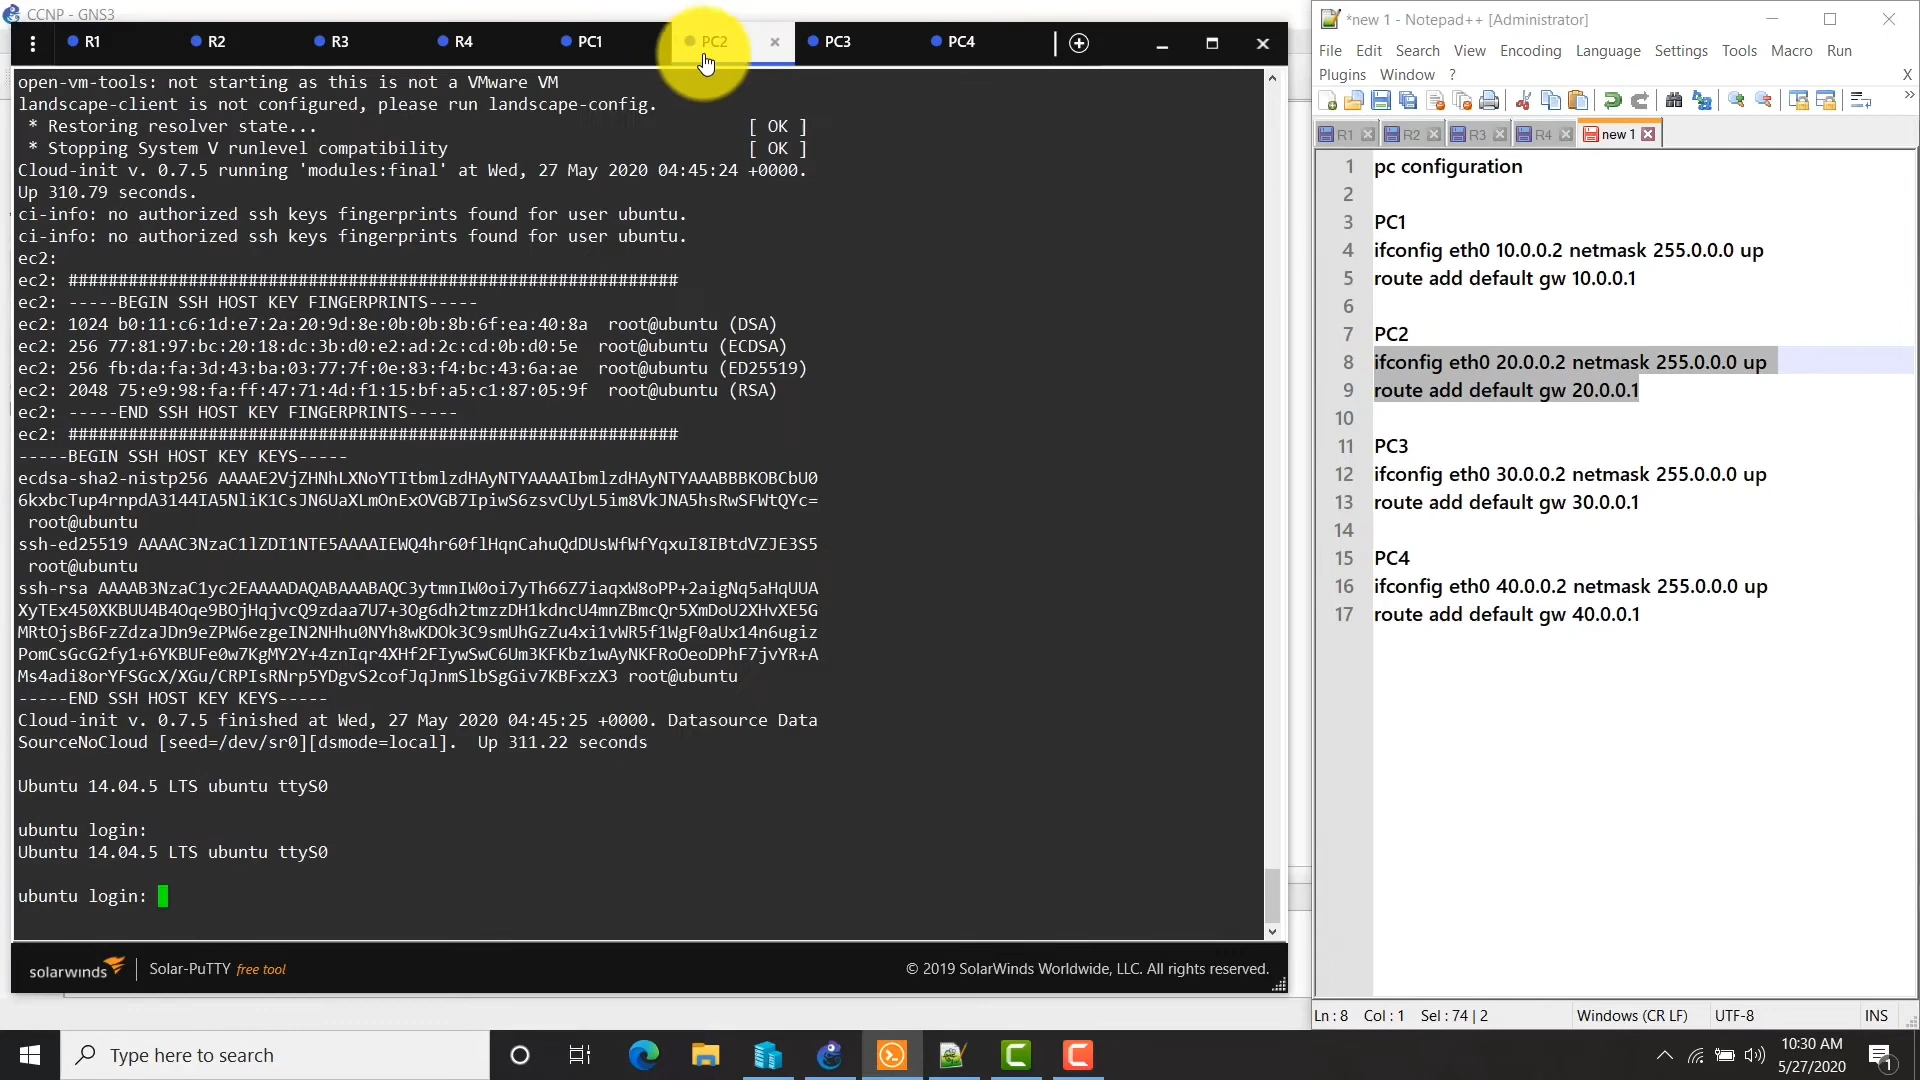 CCNP - GNS3
R1
R2
R3
R4
PC1
PC2
PC3
PC4
open-vm-tools: not starting as this is not a VMware VM
landscape-client is not configured, please run landscape-config.
* Restoring resolver state... [ OK ]
* Stopping System V runlevel compatibility [ OK ]
Cloud-init v. 0.7.5 running 'modules:final' at Wed, 27 May 2020 04:45:24 +0000.
Up 310.79 seconds.
ci-info: no authorized ssh keys fingerprints found for user ubuntu.
ci-info: no authorized ssh keys fingerprints found for user ubuntu.
ec2:
ec2: #############################################################
ec2: -----BEGIN SSH HOST KEY FINGERPRINTS-----
ec2: 1024 b0:11:c6:1d:e7:2a:20:9d:8e:0b:0b:8b:6f:ea:40:8a  root@ubuntu (DSA)
ec2: 256 77:81:97:bc:20:18:dc:3b:d0:e2:ad:2c:cd:0b:d0:5e  root@ubuntu (ECDSA)
ec2: 256 fb:da:fa:3d:43:ba:03:77:7f:0e:83:f4:bc:43:6a:ae  root@ubuntu (ED25519)
ec2: 2048 75:e9:98:fa:ff:47:71:4d:f1:15:bf:a5:c1:87:05:9f  root@ubuntu (RSA)
ec2: -----END SSH HOST KEY FINGERPRINTS-----
ec2: #############################################################
-----BEGIN SSH HOST KEY KEYS-----
ecdsa-sha2-nistp256 AAAAE2VjZHNhLXNoYTItbmlzdHAyNTYAAAAIbmlzdHAyNTYAAABBBKOBCbU0
6kxbcTup4rnpdA3144IA5NliK1CsJN6UaXLmOnExOVGB7IpiwS6zsvCUyL5im8VkJNA5hsRwSFWtQYc=
root@ubuntu
ssh-ed25519 AAAAC3NzaC1lZDI1NTE5AAAAIEWQ4hr60flHqnCahuQdDUsWfWfYqxuI8IBtdVZJE3S5
root@ubuntu
ssh-rsa AAAAB3NzaC1yc2EAAAADAQABAAABAQC3ytmnIW0oi7yTh66Z7iaqxW8oPP+2aigNq5aHqUUA
XyTEx450XKBUU4B4Oqe9BOjHqjvcQ9zdaa7U7+3Og6dh2tmzzDH1kdncU4mnZBmcQr5XmDoU2XHvXE5G
MRtOjsB6FzZdzaJDn9eZPW6ezgeIN2NHhu0NYh8wKDOk3C9smUhGzZu4xi1vWR5f1WgF0aUx14n6ugiz
PomCsGcG2fy1+6YKBUFe0w7KgMY2Y+4znIqr4XHf2FIywSwC6Um3KFKbz1wAyNKFRoOeoDPhF7jvYR+A
Ms4adi8orYFSGcX/XGu/CRPIsRNrp5YDgvS2cofJqJnmSlbSgGiv7KBFxzX3 root@ubuntu
-----END SSH HOST KEY KEYS-----
Cloud-init v. 0.7.5 finished at Wed, 27 May 2020 04:45:25 +0000. Datasource Data
SourceNoCloud [seed=/dev/sr0][dsmode=local].  Up 311.22 seconds
Ubuntu 14.04.5 LTS ubuntu ttyS0
ubuntu login:
Ubuntu 14.04.5 LTS ubuntu ttyS0
ubuntu login:
solarwinds
Solar-PuTTY free tool
© 2019 SolarWinds Worldwide, LLC. All rights reserved.
*new 1 - Notepad++ [Administrator]
File Edit Search View Encoding Language Settings Tools Macro Run
Plugins Window ? X
R1 R2 R3 R4 new 1
1 pc configuration
2
3 PC1
4 ifconfig eth0 10.0.0.2 netmask 255.0.0.0 up
5 route add default gw 10.0.0.1
6
7 PC2
8 ifconfig eth0 20.0.0.2 netmask 255.0.0.0 up
9 route add default gw 20.0.0.1
10
11 PC3
12 ifconfig eth0 30.0.0.2 netmask 255.0.0.0 up
13 route add default gw 30.0.0.1
14
15 PC4
16 ifconfig eth0 40.0.0.2 netmask 255.0.0.0 up
17 route add default gw 40.0.0.1
Ln : 8 Col : 1 Sel : 74 | 2 Windows (CR LF) UTF-8 INS
Type here to search
10:30 AM
5/27/2020
1